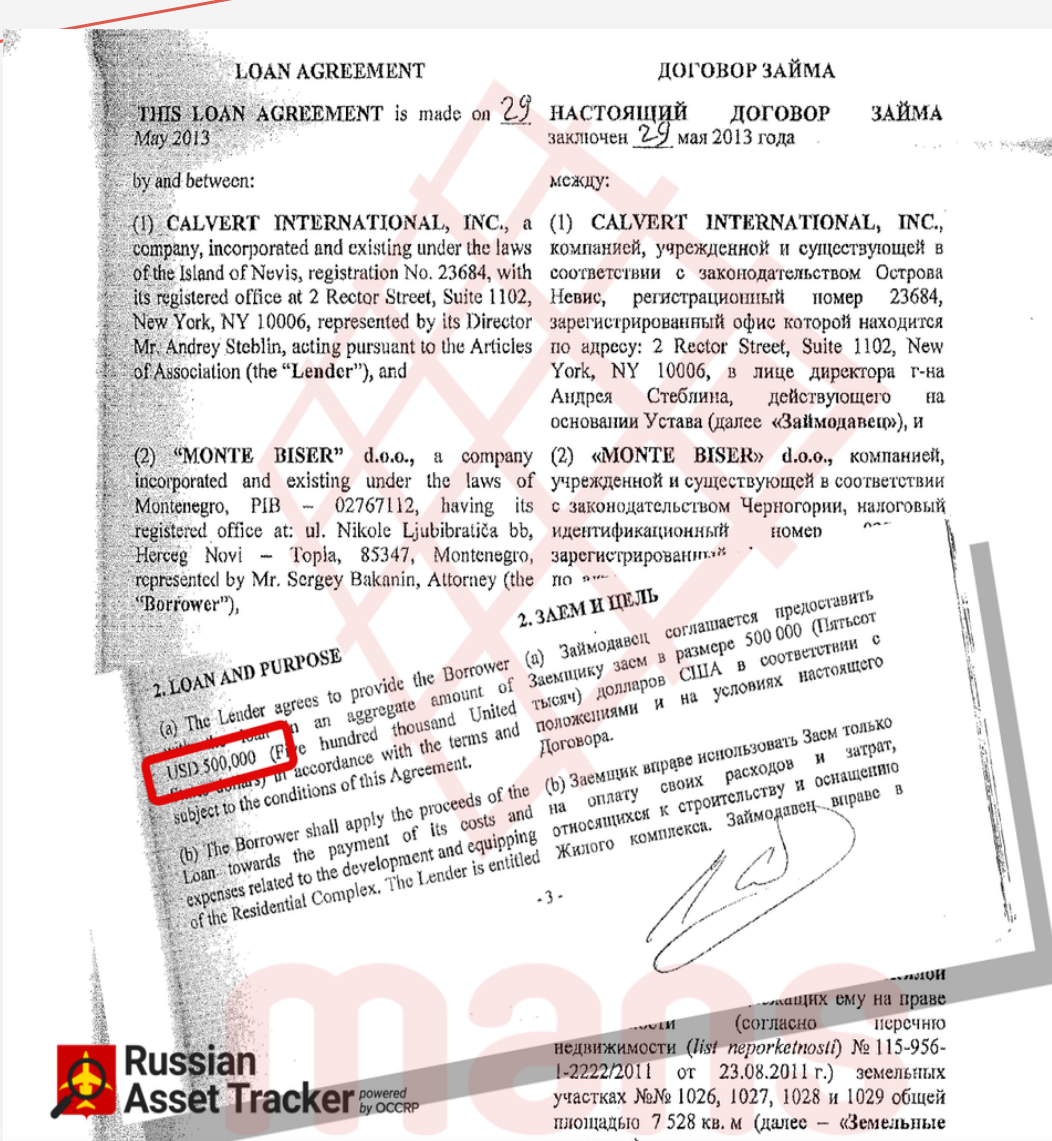 LOAN AGREEMENT
THIS LOAN AGREEMENT is made on 29
May 2013
by and between:
(1) CALVERT INTERNATIONAL, INC., a
company, incorporated and existing under the laws
of the Island of Nevis, registration No. 23684, with
its registered office at 2 Rector Street, Suite 1102,
New York, NY 10006, represented by its Director
Mr. Andrey Steblin, acting pursuant to the Articles
of Association (the “Lender”), and
(2) “MONTE BISER” d.o.o., a company
incorporated and existing under the laws of
Montenegro, PIB – 02767112, having its
registered office at: ul. Nikole Ljubibratića bb,
Herceg Novi – Topla, 85347, Montenegro,
represented by Mr. Sergey Bakanin, Attorney (the
“Borrower”),
ДОГОВОР ЗАЙМА
НАСТОЯЩИЙ ДОГОВОР ЗАЙМА
заключен 29 мая 2013 года
между:
(1) CALVERT INTERNATIONAL, INC.,
компанией, учрежденной и существующей в
соответствии с законодательством Острова
Невис, регистрационный номер 23684,
зарегистрированный офис которой находится
по адресу: 2 Rector Street, Suite 1102, New
York, NY 10006, в лице директора г-на
Андрея Стеблина, действующего на
основании Устава (далее «Займодавец»), и
(2) «MONTE BISER» d.o.o., компанией,
учрежденной и существующей в соответствии
с законодательством Черногории, налоговый
идентификационный номер
зарегистрированный
по
2. LOAN AND PURPOSE
(a) The Lender agrees to provide the Borrower
loan in an aggregate amount of
USD 500,000 (Five hundred thousand United
dollars) in accordance with the terms and
subject to the conditions of this Agreement.
(b) The Borrower shall apply the proceeds of the
Loan towards the payment of its costs and
expenses related to the development and equipping
of the Residential Complex. The Lender is entitled
2. ЗАЕМ И ЦЕЛЬ
(a) Займодавец соглашается предоставить
Заемщику заем в размере 500 000 (Пятьсот
тысяч) долларов США в соответствии с
положениями и на условиях настоящего
Договора.
(b) Заемщик вправе использовать Заем только
на оплату своих расходов и затрат,
относящихся к строительству и оснащению
Жилого комплекса. Займодавец вправе в
- 3 -
ему на праве
(согласно перечню
недвижимости (list neporketnosti) № 115-956-
1-2222/2011 от 23.08.2011 г.) земельных
участках №№ 1026, 1027, 1028 и 1029 общей
площадью 7 528 кв. м (далее – «Земельные
mans
Russian
Asset Tracker powered
by OCCRP